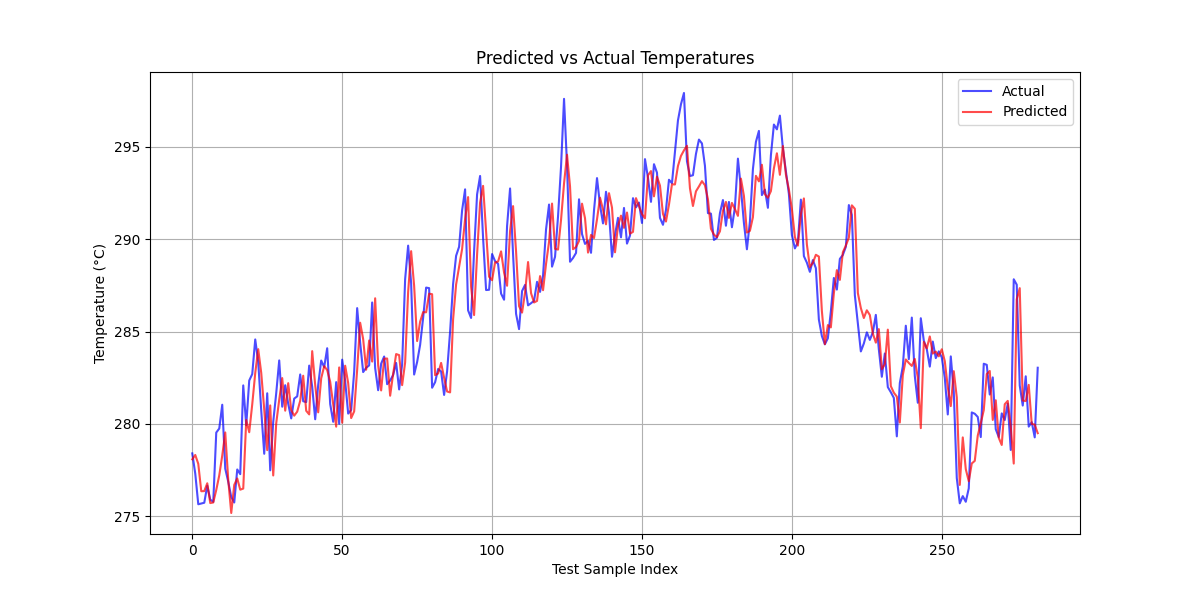 Predicted vs Actual Temperatures
Actual
Predicted
Temperature (°C)
295
290
285
280
275
0 50 100 150 200 250
Test Sample Index